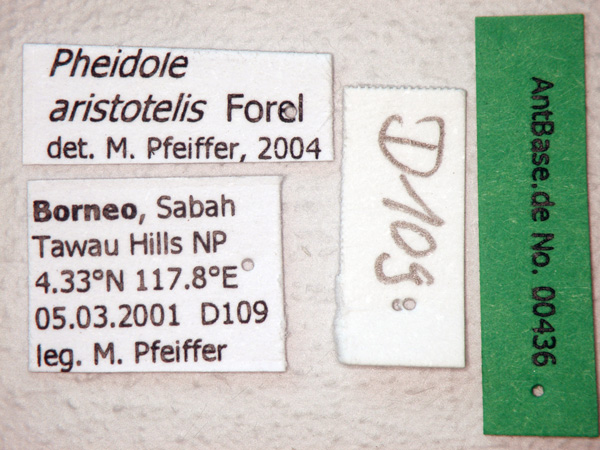 Pheidole
aristotelis Forel
det. M. Pfeiffer, 2004
Borneo, Sabah
Tawau Hills NP
4.33°N 117.8°E
05.03.2001 D109
leg. M. Pfeiffer
D109
AntBase.de No. 00436